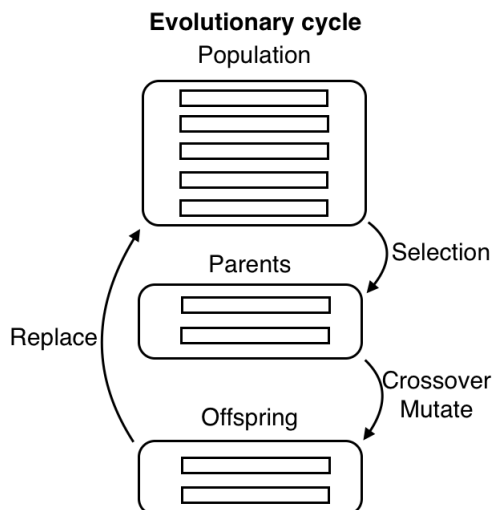 Evolutionary cycle
Population
Selection
Parents
Replace
Crossover
Mutate
Offspring